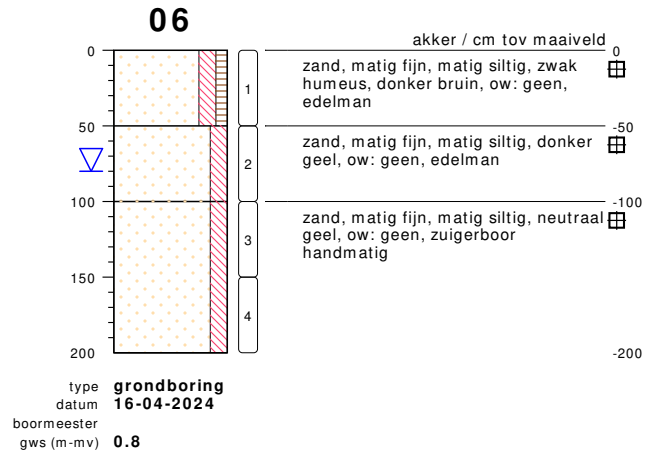 06
akker / cm tov maaiveld
0
0
zand, matig fijn, matig siltig, zwak
humeus, donker bruin, ow: geen,
edelman
1
50
-50
zand, matig fijn, matig siltig, donker
geel, ow: geen, edelman
2
100
-100
zand, matig fijn, matig siltig, neutraal
geel, ow: geen, zuigerboor
handmatig
3
150
4
200
-200
type grondboring
datum 16-04-2024
boormeester
gws (m-mv) 0.8